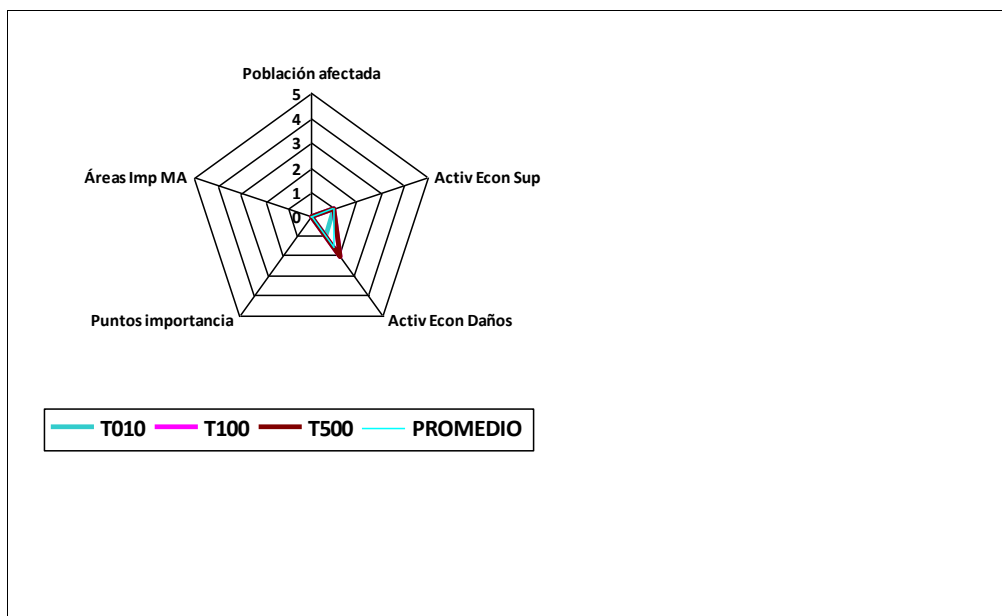 Población afectada
5
4
3
2
1
0
Áreas Imp MA
Activ Econ Sup
Puntos importancia
Activ Econ Daños
T010 T100 T500 PROMEDIO